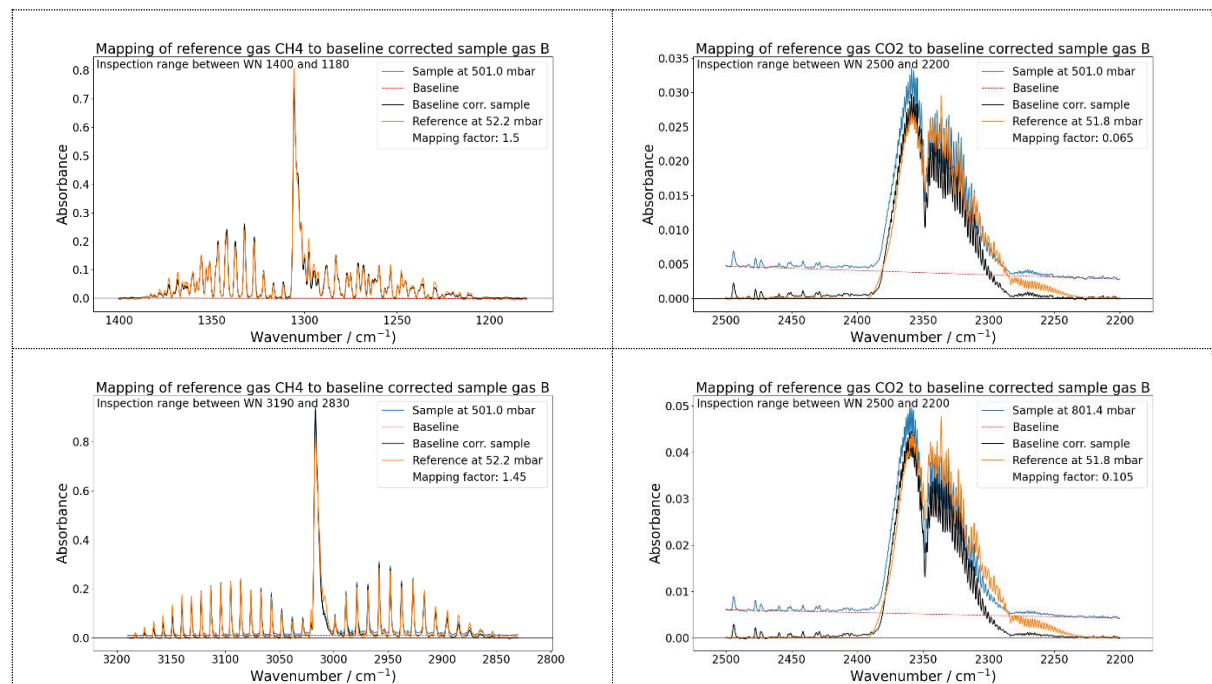 Mapping of reference gas CH4 to baseline corrected sample gas B
Inspection range between WN 1400 and 1180
Sample at 501.0 mbar
Baseline
Baseline corr. sample
Reference at 52.2 mbar
Mapping factor: 1.5
Absorbance
0.8
0.7
0.6
0.5
0.4
0.3
0.2
0.1
0.0
1400
1350
1300
1250
1200
Wavenumber / cm⁻¹)
Mapping of reference gas CO2 to baseline corrected sample gas B
Inspection range between WN 2500 and 2200
Sample at 501.0 mbar
Baseline
Baseline corr. sample
Reference at 51.8 mbar
Mapping factor: 0.065
Absorbance
0.035
0.030
0.025
0.020
0.015
0.010
0.005
0.000
2500
2450
2400
2350
2300
2250
2200
Wavenumber / cm⁻¹)
Mapping of reference gas CH4 to baseline corrected sample gas B
Inspection range between WN 3190 and 2830
Sample at 501.0 mbar
Baseline
Baseline corr. sample
Reference at 52.2 mbar
Mapping factor: 1.45
Absorbance
0.8
0.6
0.4
0.2
0.0
3200
3150
3100
3050
3000
2950
2900
2850
2800
Wavenumber / cm⁻¹)
Mapping of reference gas CO2 to baseline corrected sample gas B
Inspection range between WN 2500 and 2200
Sample at 801.4 mbar
Baseline
Baseline corr. sample
Reference at 51.8 mbar
Mapping factor: 0.105
Absorbance
0.05
0.04
0.03
0.02
0.01
0.00
2500
2450
2400
2350
2300
2250
2200
Wavenumber / cm⁻¹)